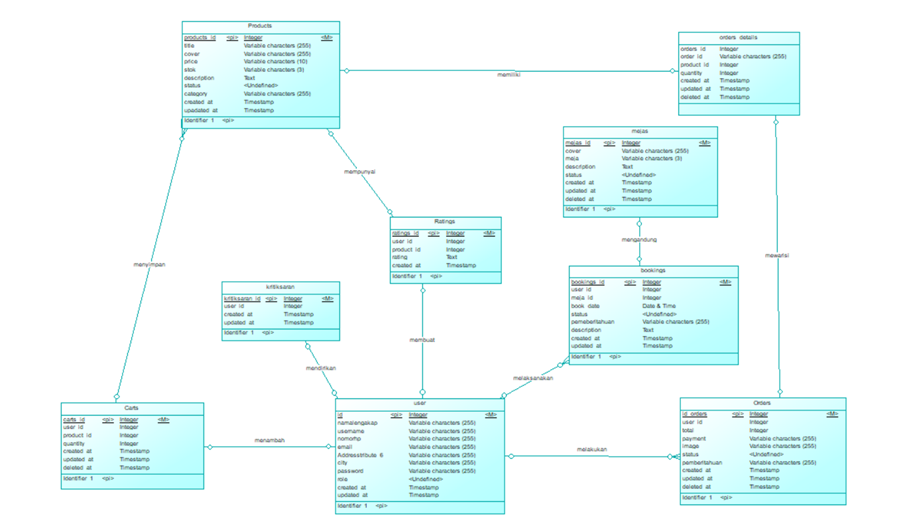 Products
products_id <pi> Integer <M>
title Variable characters (255)
cover Variable characters (255)
price Variable characters (10)
stok Variable characters (3)
description Text
status <Undefined>
category Variable characters (255)
created_at Timestamp
upadated_at Timestamp
Identifier_1 <pi>
orders details
orders_id Integer
order_id Variable characters (255)
product_id Integer
quantity Integer
created_at Timestamp
updated_at Timestamp
deleted_at Timestamp
memilisi
mejas
mejas_id <pi> Integer <M>
cover Variable characters (255)
meja Variable characters (3)
description Text
status <Undefined>
created_at Timestamp
updated_at Timestamp
deleted_at Timestamp
Identifier_1 <pi>
mempunyai
Ratings
ratings_id <pi> Integer <M>
user_id Integer
product_id Integer
rating Text
created_at Timestamp
Identifier_1 <pi>
mengandung
mewarisi
menyimpan
bookings
bookings_id <pi> Integer <M>
user_id Integer
meja_id Integer
book_date Date & Time
status <Undefined>
pemeberitahuan Variable characters (255)
description Text
created_at Timestamp
updated_at Timestamp
Identifier_1 <pi>
kritiksaran
kritiksaran_id <pi> Integer <M>
user_id Integer
created_at Timestamp
updated_at Timestamp
Identifier_1 <pi>
membuat
menditikan
melaksanakan
Carts
carts_id <pi> Integer <M>
user_id Integer
product_id Integer
quantity Integer
created_at Timestamp
updated_at Timestamp
deleted_at Timestamp
Identifier_1 <pi>
menambah
user
id <pi> Integer <M>
namalengakap Variable characters (255)
username Variable characters (255)
nomorhp Variable characters (255)
email Variable characters (255)
Addressttribute_6 Variable characters (255)
city Variable characters (255)
password Variable characters (255)
role <Undefined>
created_at Timestamp
updated_at Timestamp
Identifier_1 <pi>
melakukan
Orders
id_orders <pi> Integer <M>
user_id Integer
total Integer
payment Variable characters (255)
image Variable characters (255)
status <Undefined>
pemberitahuan Variable characters (255)
created_at Timestamp
updated_at Timestamp
deleted_at Timestamp
Identifier_1 <pi>